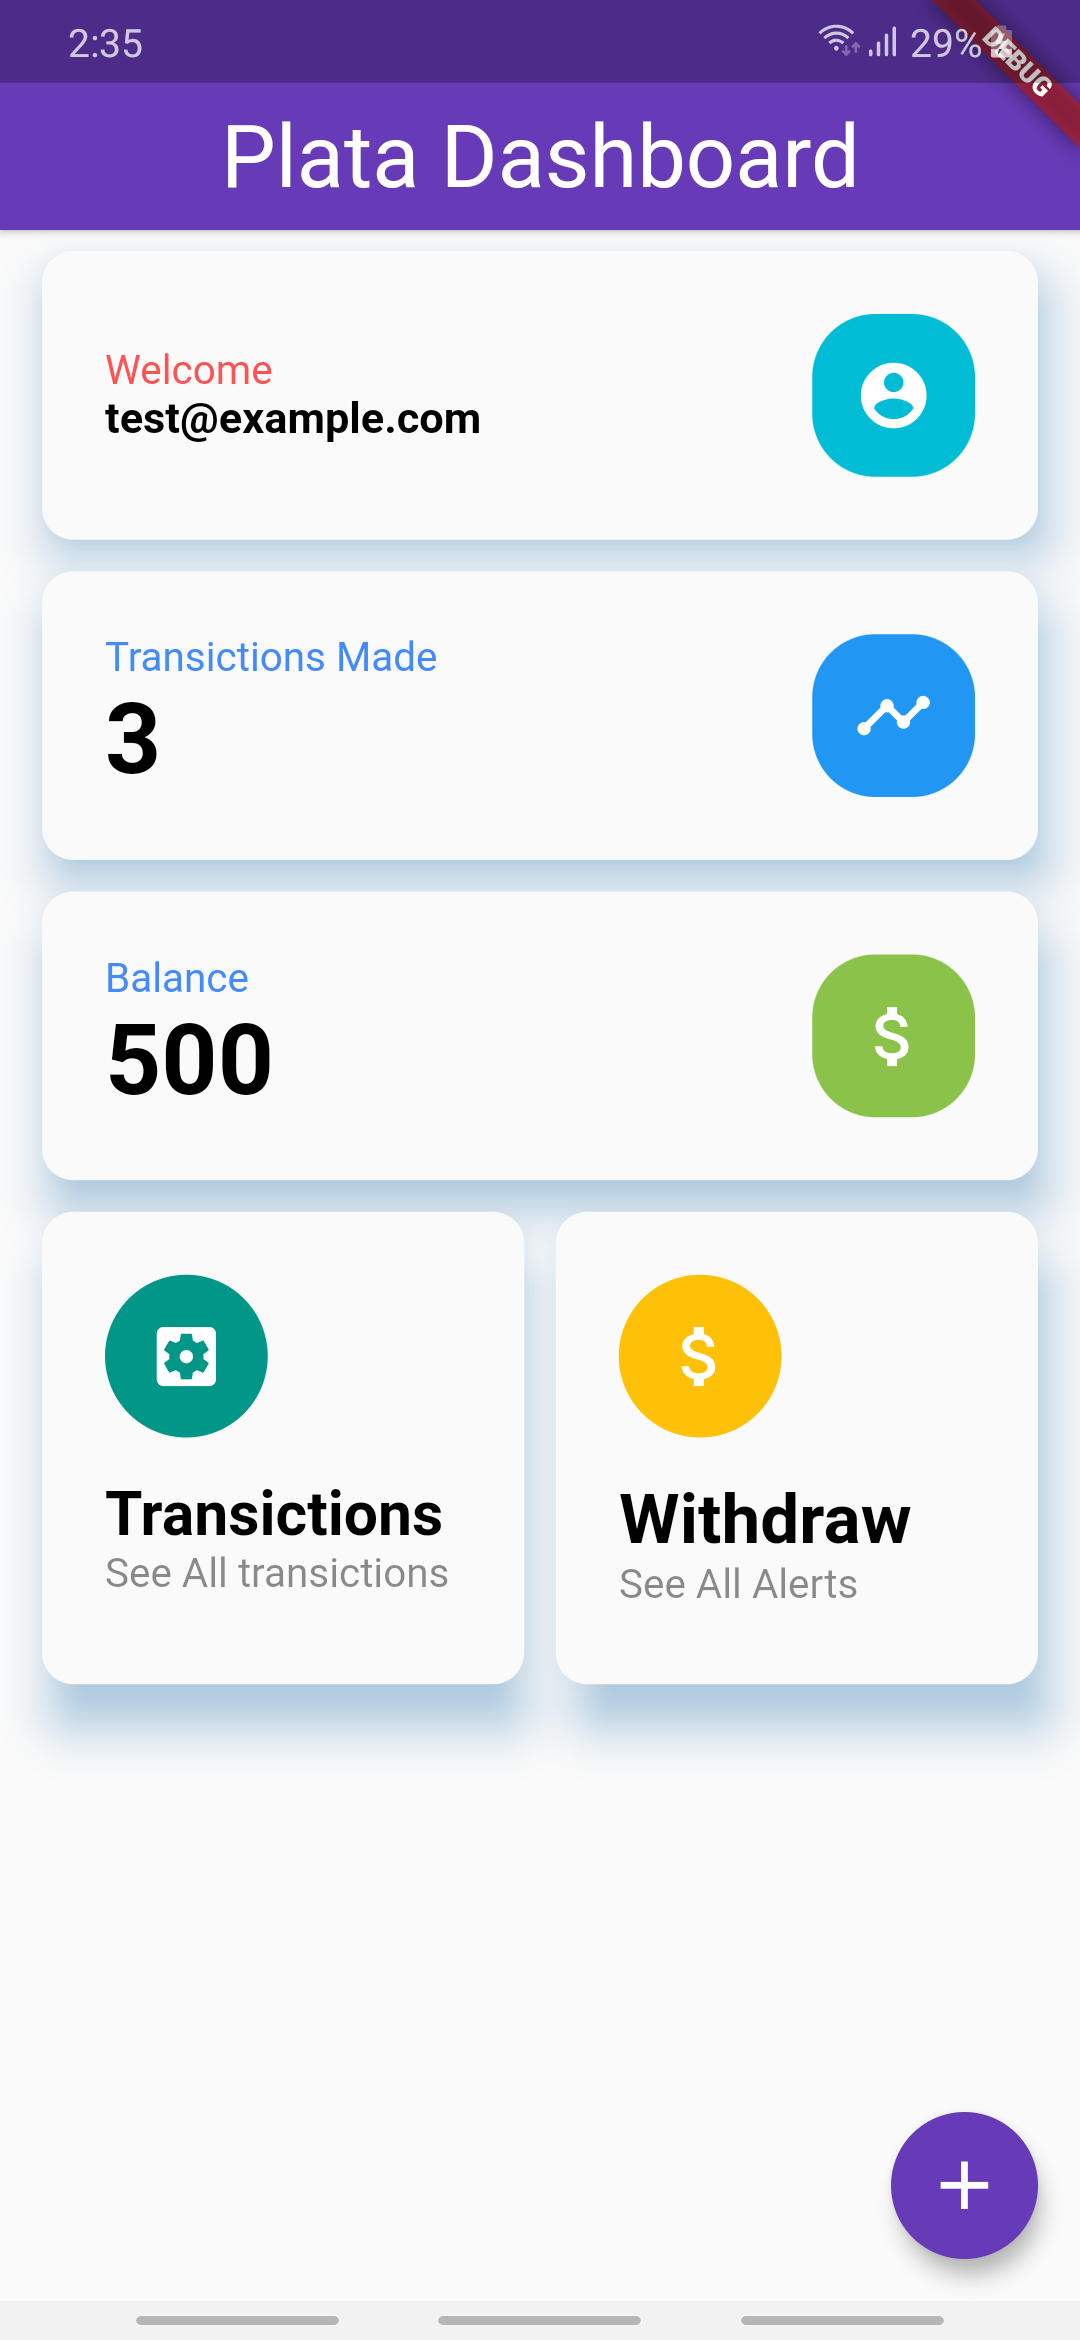 2:35
29%
DEBUG
Plata Dashboard
Welcome
test@example.com
Transictions Made
3
Balance
500
$
$
Transictions
See All transictions
Withdraw
See All Alerts